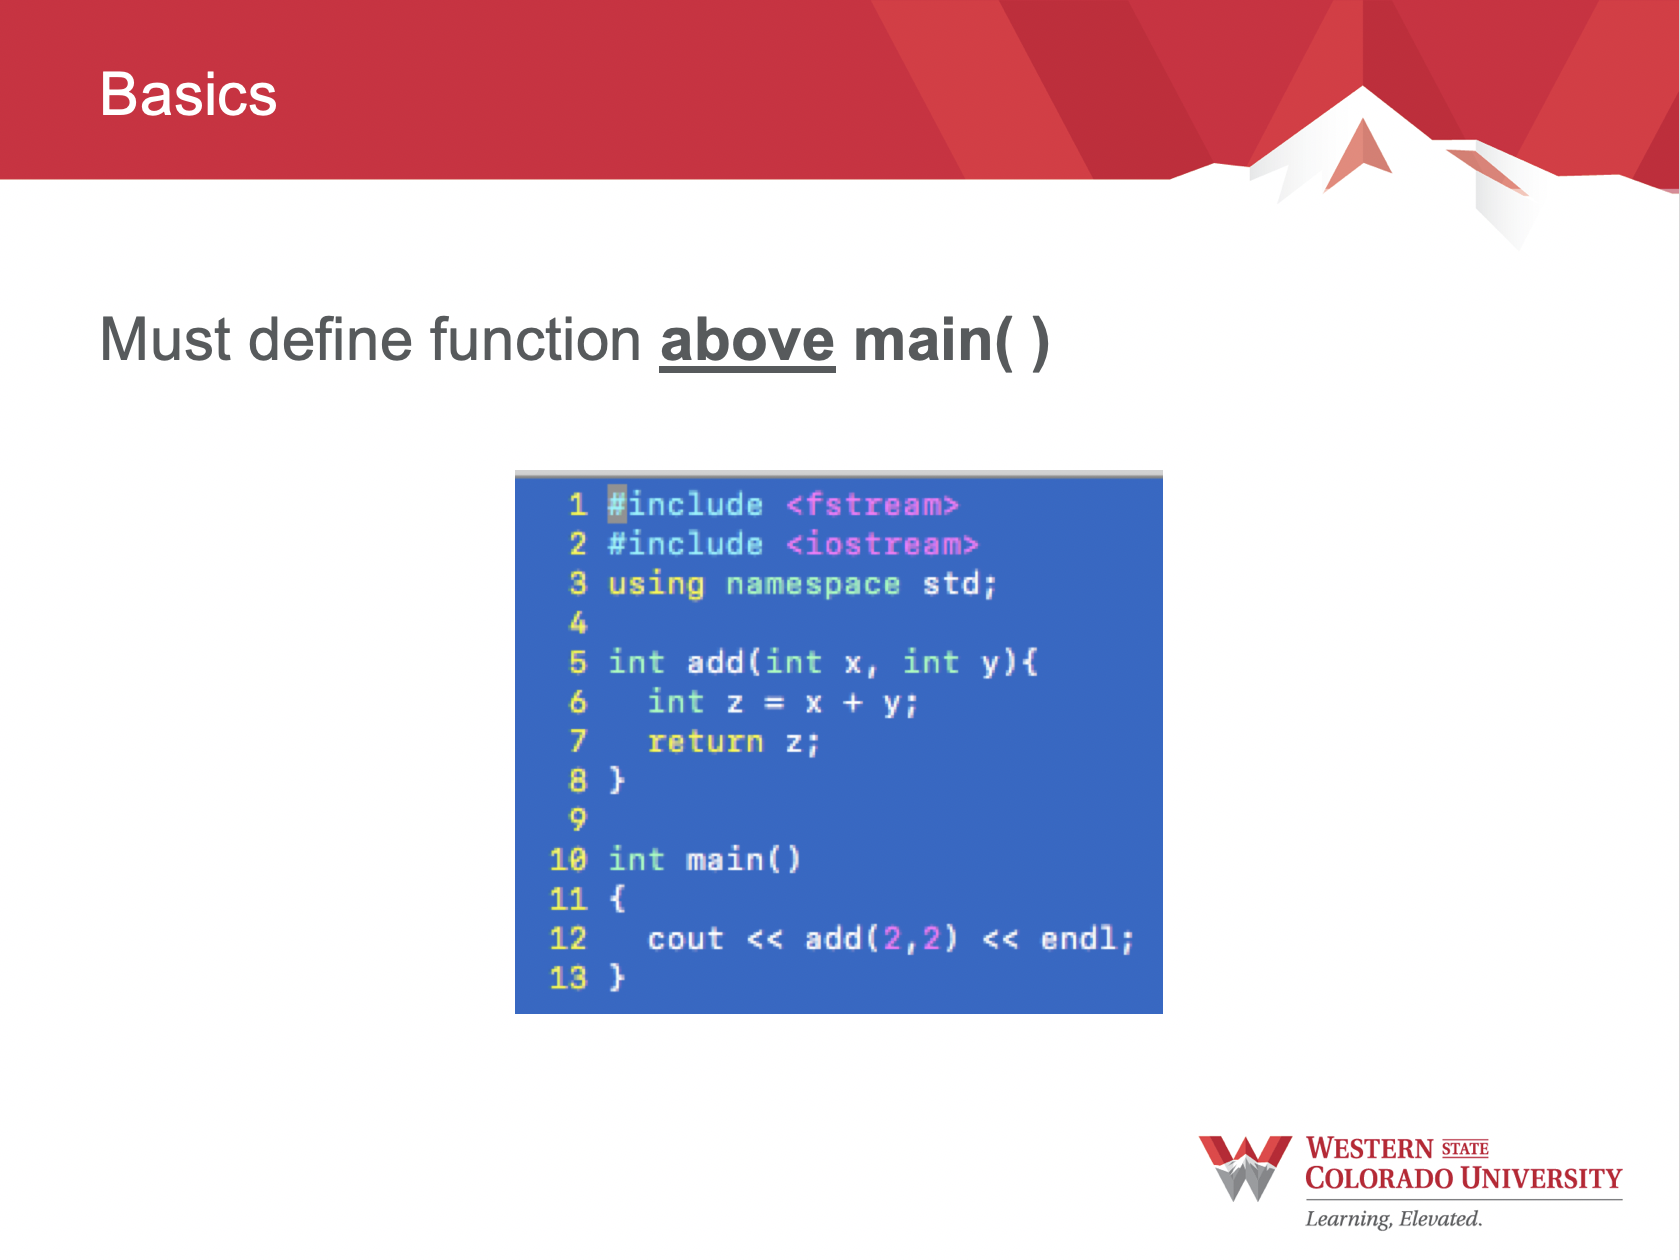 Basics
Must define function above main( )
1 #include <fstream>
2 #include <iostream>
3 using namespace std;
4
5 int add(int x, int y){
6   int z = x + y;
7   return z;
8 }
9
10 int main()
11 {
12   cout << add(2,2) << endl;
13 }
WESTERN STATE
COLORADO UNIVERSITY
Learning, Elevated.